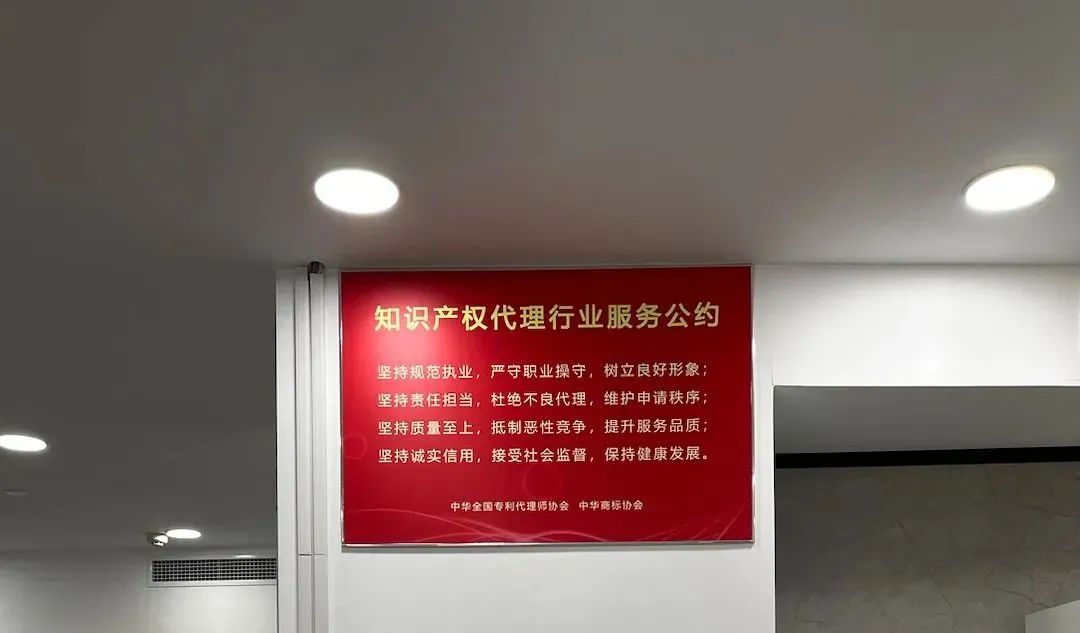 知识产权代理行业服务公约
坚持规范执业，严守职业操守，树立良好形象；
坚持责任担当，杜绝不良代理，维护申请秩序；
坚持质量至上，抵制恶性竞争，提升服务品质；
坚持诚实信用，接受社会监督，保持健康发展。
中华全国专利代理师协会 中华商标协会